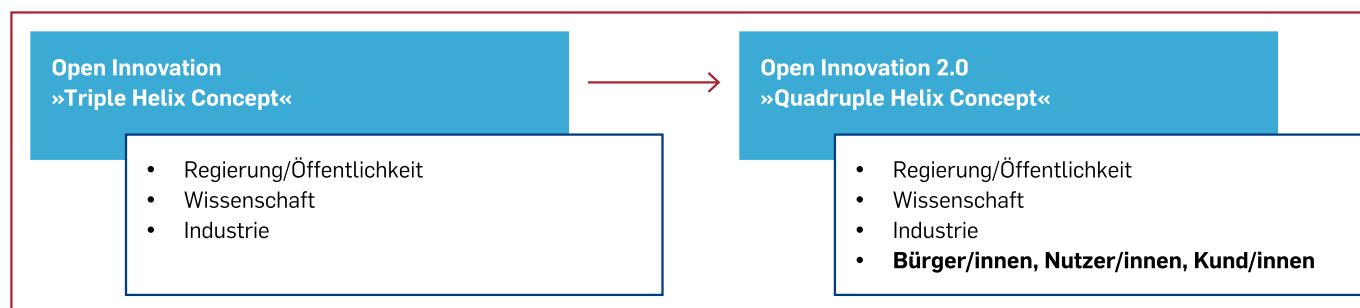 Open Innovation
»Triple Helix Concept«
• Regierung/Öffentlichkeit
• Wissenschaft
• Industrie
Open Innovation 2.0
»Quadruple Helix Concept«
• Regierung/Öffentlichkeit
• Wissenschaft
• Industrie
• Bürger/innen, Nutzer/innen, Kund/innen